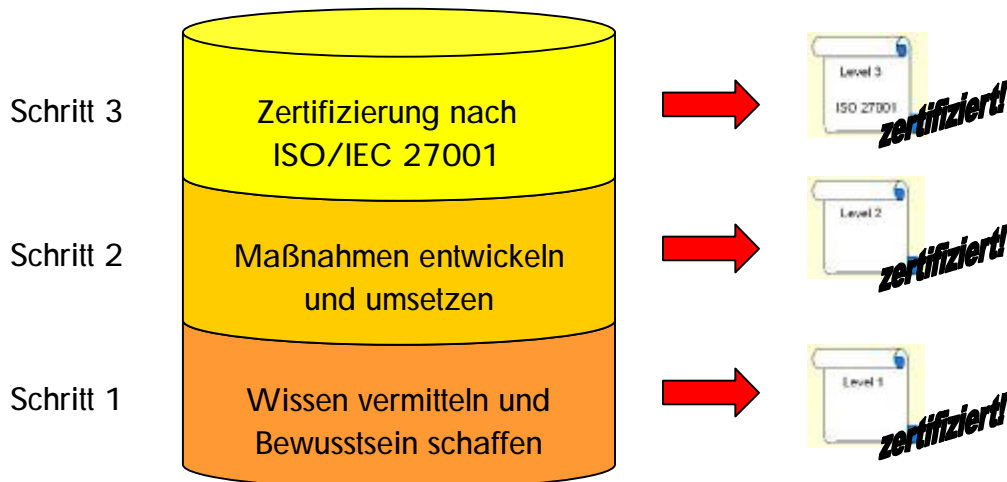 Schritt 3
Zertifizierung nach
ISO/IEC 27001
Level 3
ISO 27001
zertifiziert!
Schritt 2
Maßnahmen entwickeln
und umsetzen
Level 2
zertifiziert!
Schritt 1
Wissen vermitteln und
Bewusstsein schaffen
Level 1
zertifiziert!